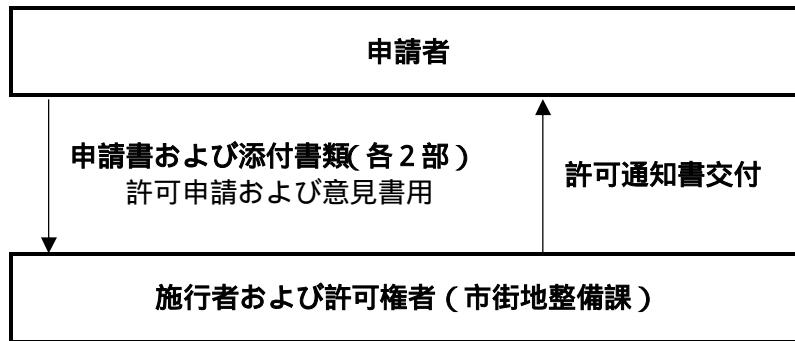 申請者
申請書および添付書類(各２部)
許可申請および意見書用
許可通知書交付
施行者および許可権者(市街地整備課)